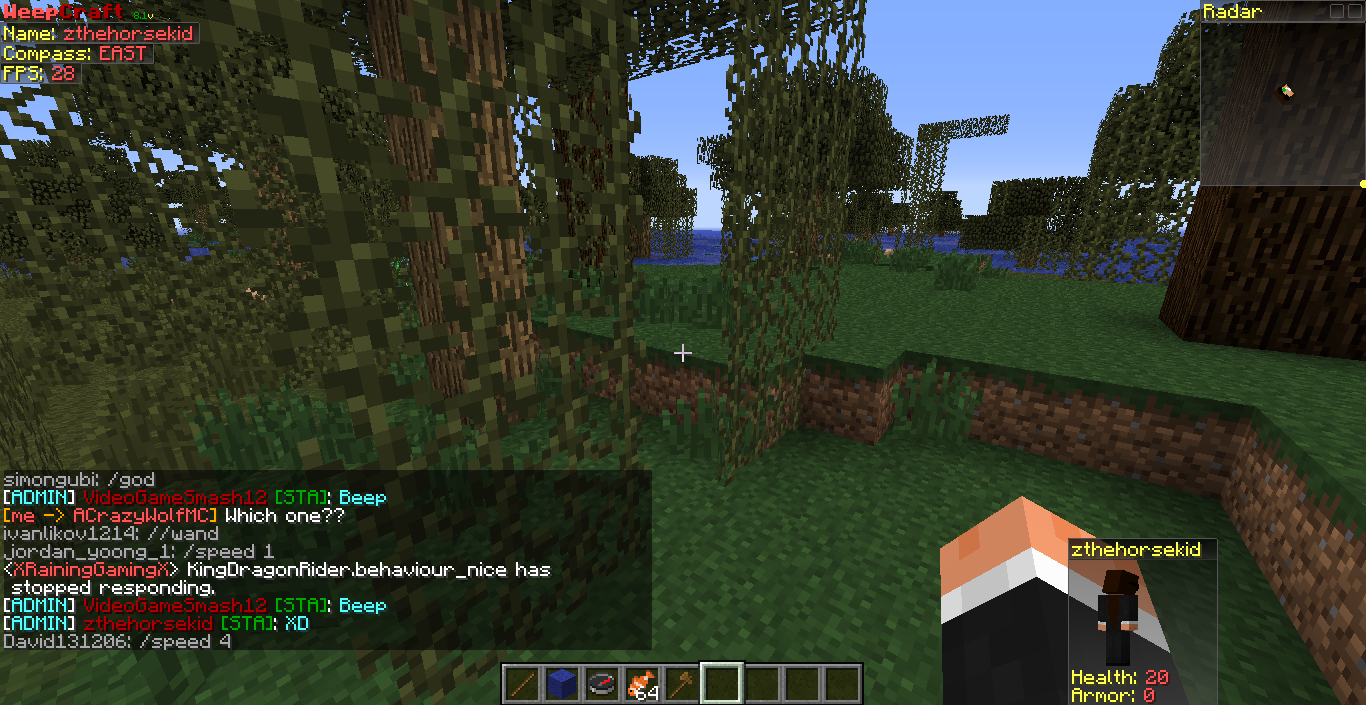 WeepCraft 8.1v
Name: zthehorsekid
Compass: EAST
FPS: 28
Radar
simongubi: /god
[ADMIN] VideoGameSmash12 [STA]: Beep
[me -> ACrazyWolfMC] Which one??
ivanlikov1214: //wand
jordan_yoong_1: /speed 1
<XRainingGamingX> KingDragonRider.behaviour_nice has
stopped responding.
[ADMIN] VideoGameSmash12 [STA]: Beep
[ADMIN] zthehorsekid [STA]: XD
David131206: /speed 4
64
zthehorsekid
Health: 20
Armor: 0